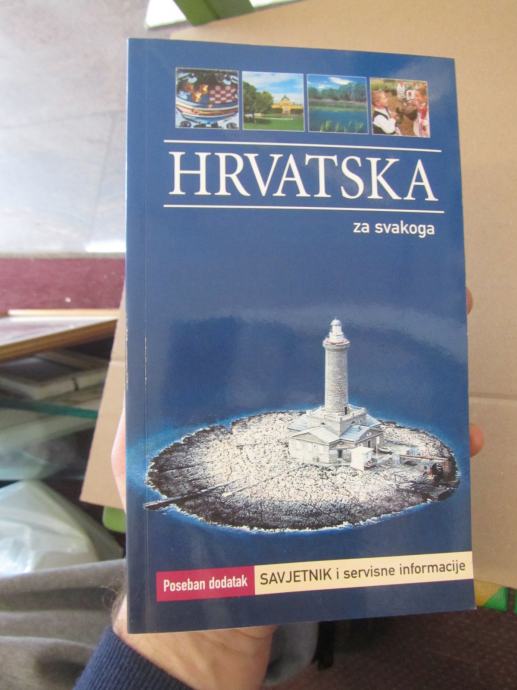 HRVATSKA
za svakoga
Poseban dodatak SAVJETNIK i servisne informacije